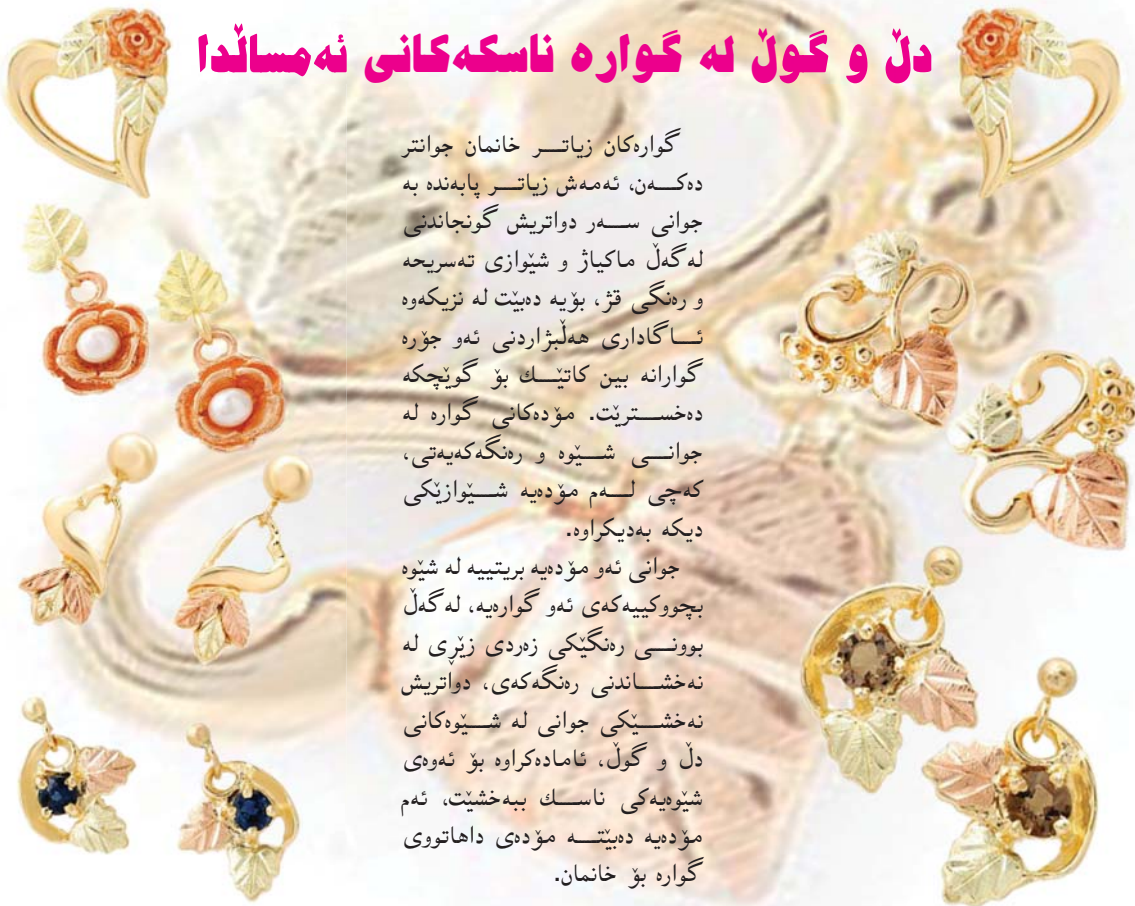 دڵ و گوڵ لە گوارە ناسکەکانی ئەمساڵدا
گوارەکان زیاتـــر خانمان جوانتر
دەکـــەن، ئەمەش زیاتـــر پابەندە بە
جوانی ســـەر دواتریش گونجاندنی
لەگەڵ ماکیاژ و شێوازی تەسریحە
و رەنگی قژ، بۆیە دەبێت لە نزیکەوە
ئـــاگاداری هەڵبژاردنی ئەو جۆرە
گوارانە بین کاتێـــك بۆ گوێچکە
دەخســـترێت. مۆدەکانی گوارە لە
جوانـــی شـــێوە و رەنگەکەیەتی،
کەچی لـــەم مۆدەیە شـــێوازێکی
دیکە بەدیکراوە.
جوانی ئەو مۆدەیە بریتییە لە شێوە
بچووکییەکەی ئەو گوارەیە، لەگەڵ
بوونـــی رەنگێکی زەردی زێڕی لە
نەخشـــاندنی رەنگەکەی، دواتریش
نەخشـــێکی جوانی لە شـــێوەکانی
دڵ و گوڵ، ئامادەکراوە بۆ ئەوەی
شێوەیەکی ناســـك ببەخشێت، ئەم
مۆدەیە دەبێتـــە مۆدەی داهاتووی
گوارە بۆ خانمان.